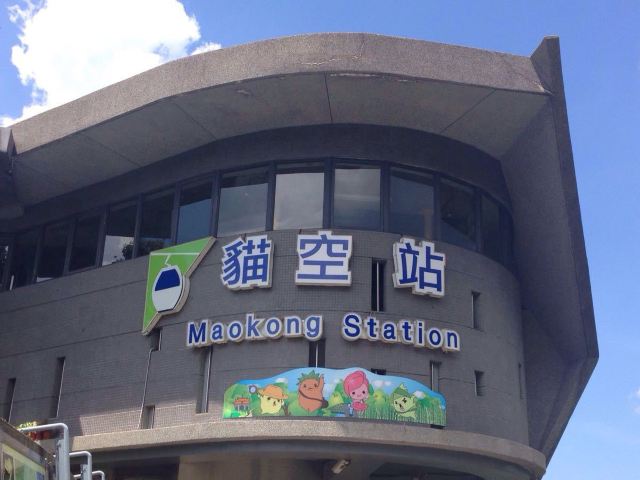 貓空站
Maokong Station